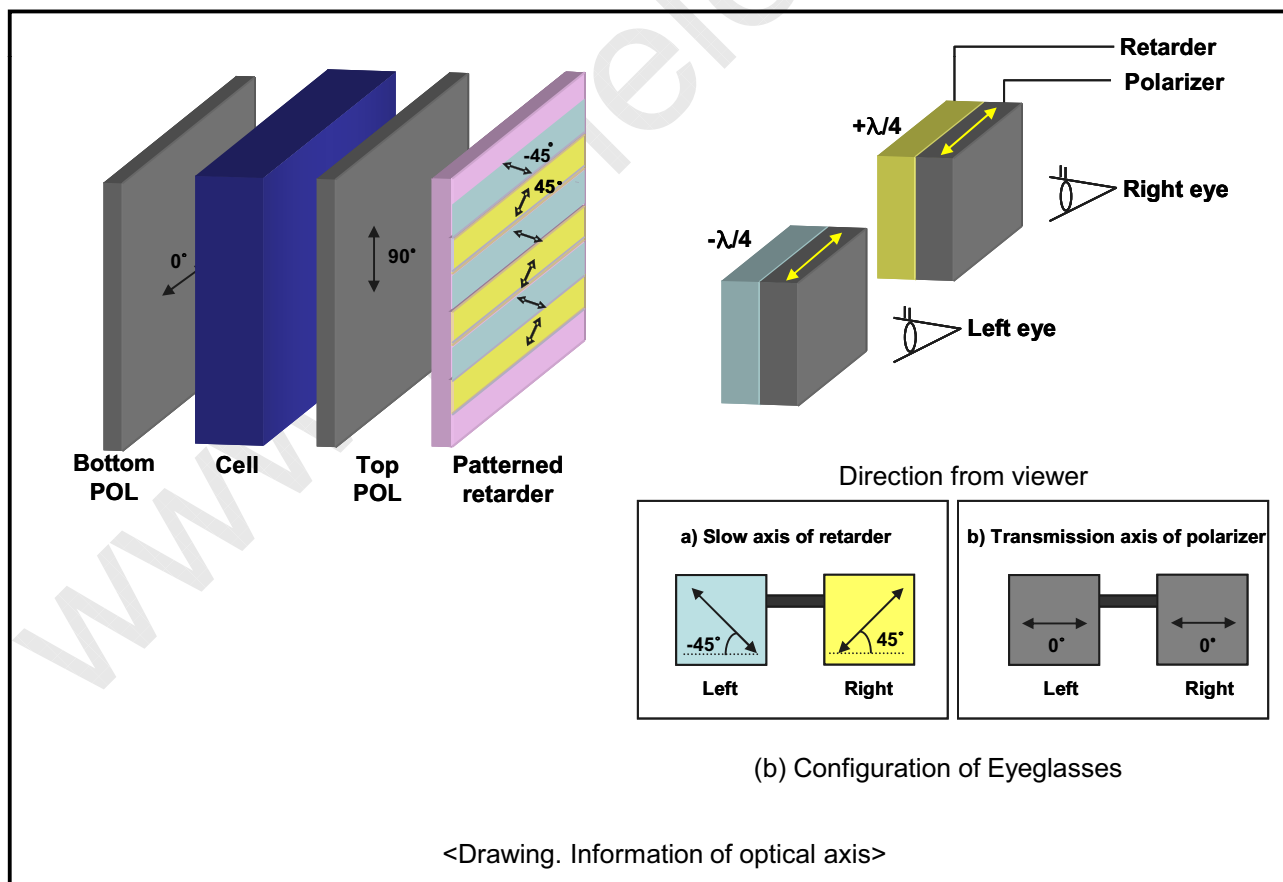 Retarder
Polarizer
+λ/4
Right eye
-λ/4
Left eye
-45°
45°
0°
90°
Bottom
POL
Cell
Top
POL
Patterned
retarder
Direction from viewer
a) Slow axis of retarder
-45°
45°
Left
Right
b) Transmission axis of polarizer
0°
0°
Left
Right
(b) Configuration of Eyeglasses
<Drawing. Information of optical axis>
www